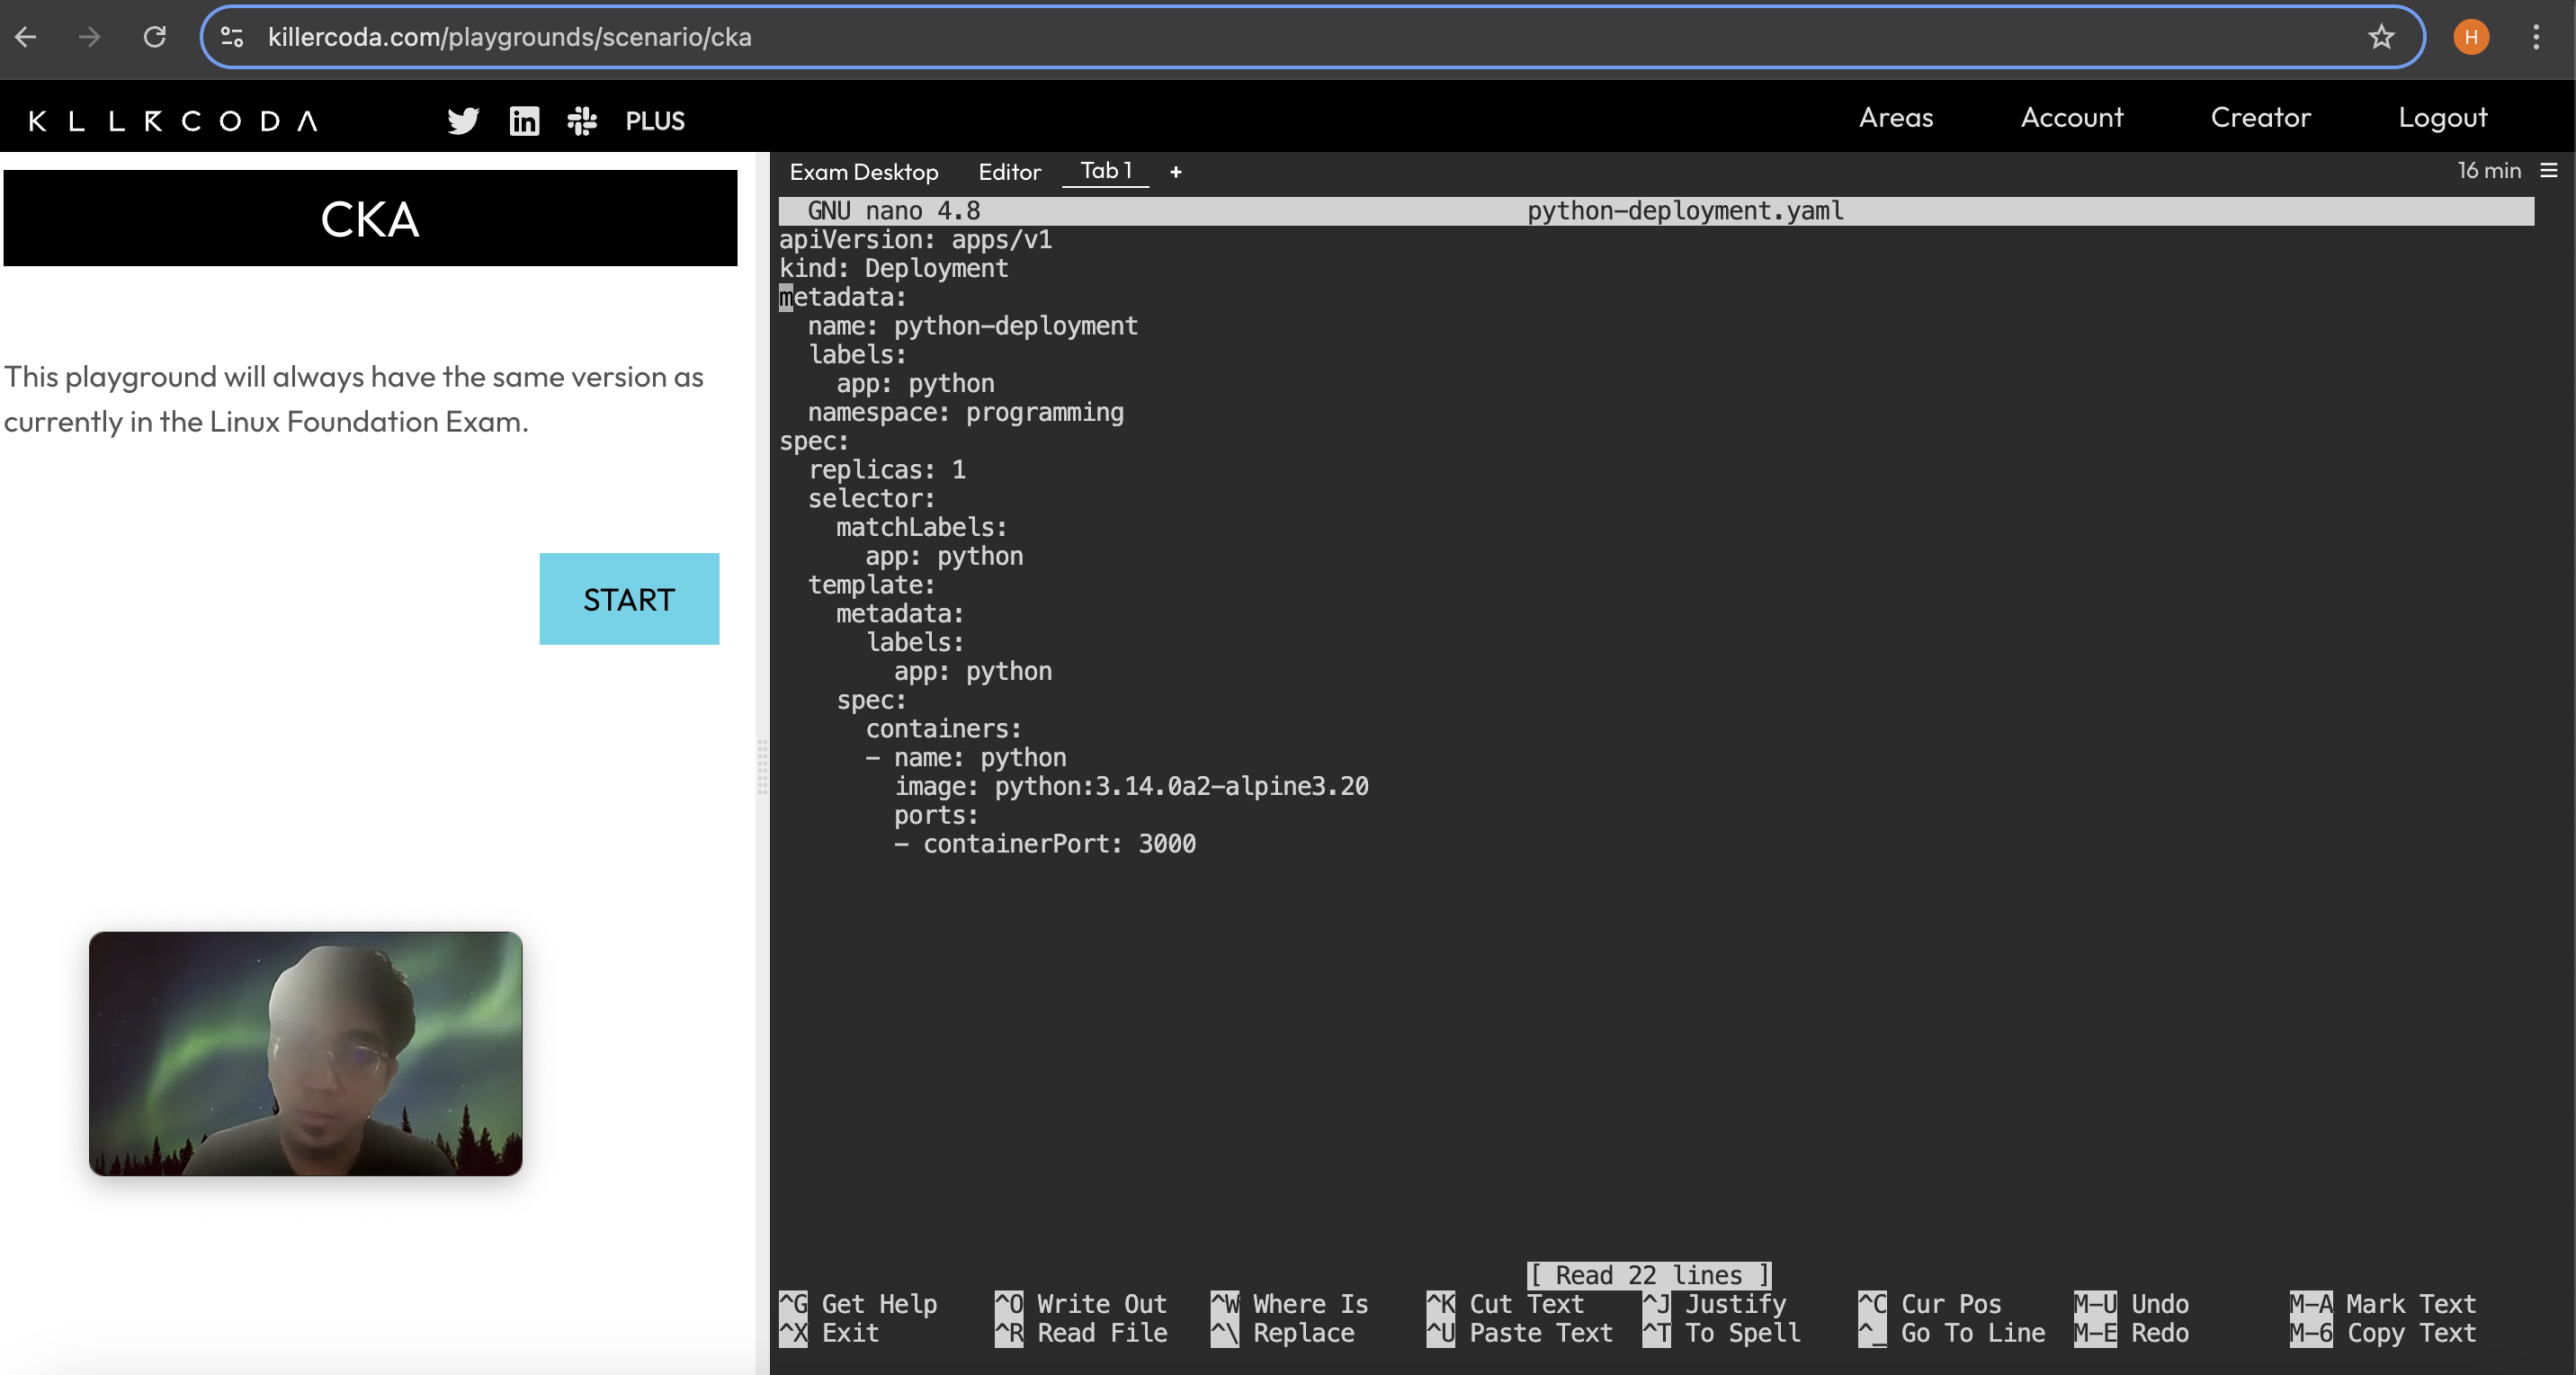 killercoda.com/playgrounds/scenario/cka
H
KLLRCODA
PLUS
Areas
Account
Creator
Logout
CKA
This playground will always have the same version as
currently in the Linux Foundation Exam.
START
Exam Desktop
Editor
Tab 1
+
16 min
GNU nano 4.8 python-deployment.yaml
apiVersion: apps/v1
kind: Deployment
metadata:
  name: python-deployment
  labels:
    app: python
  namespace: programming
spec:
  replicas: 1
  selector:
    matchLabels:
      app: python
  template:
    metadata:
      labels:
        app: python
    spec:
      containers:
      - name: python
        image: python:3.14.0a2-alpine3.20
        ports:
        - containerPort: 3000
[ Read 22 lines ]
^G Get Help ^O Write Out ^W Where Is ^K Cut Text ^J Justify ^C Cur Pos M-U Undo M-A Mark Text
^X Exit ^R Read File ^\ Replace ^U Paste Text ^T To Spell ^_ Go To Line M-E Redo M-6 Copy Text